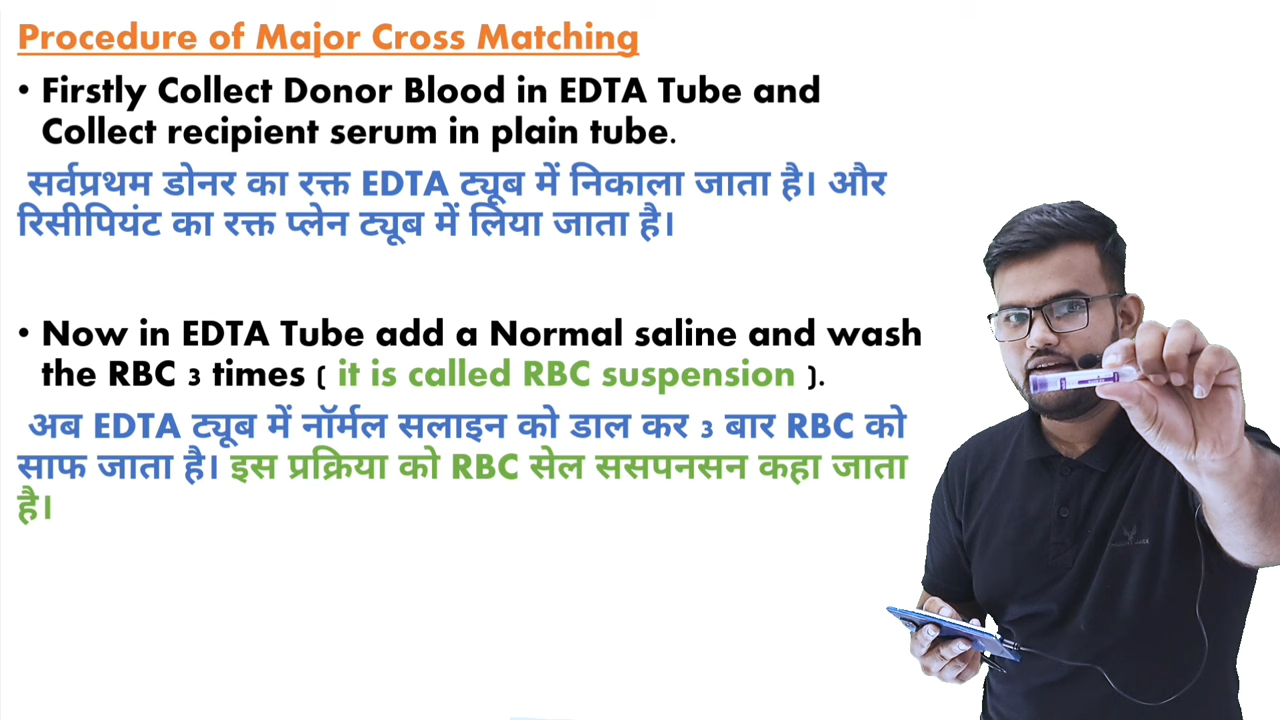 Procedure of Major Cross Matching
• Firstly Collect Donor Blood in EDTA Tube and
Collect recipient serum in plain tube.
सर्वप्रथम डोनर का रक्त EDTA ट्यूब में निकाला जाता है। और
रिसीपियंट का रक्त प्लेन ट्यूब में लिया जाता है।
• Now in EDTA Tube add a Normal saline and wash
the RBC 3 times ( it is called RBC suspension ).
अब EDTA ट्यूब में नॉर्मल सलाइन को डाल कर 3 बार RBC को
साफ जाता है। इस प्रक्रिया को RBC सेल ससपनसन कहा जाता
है।